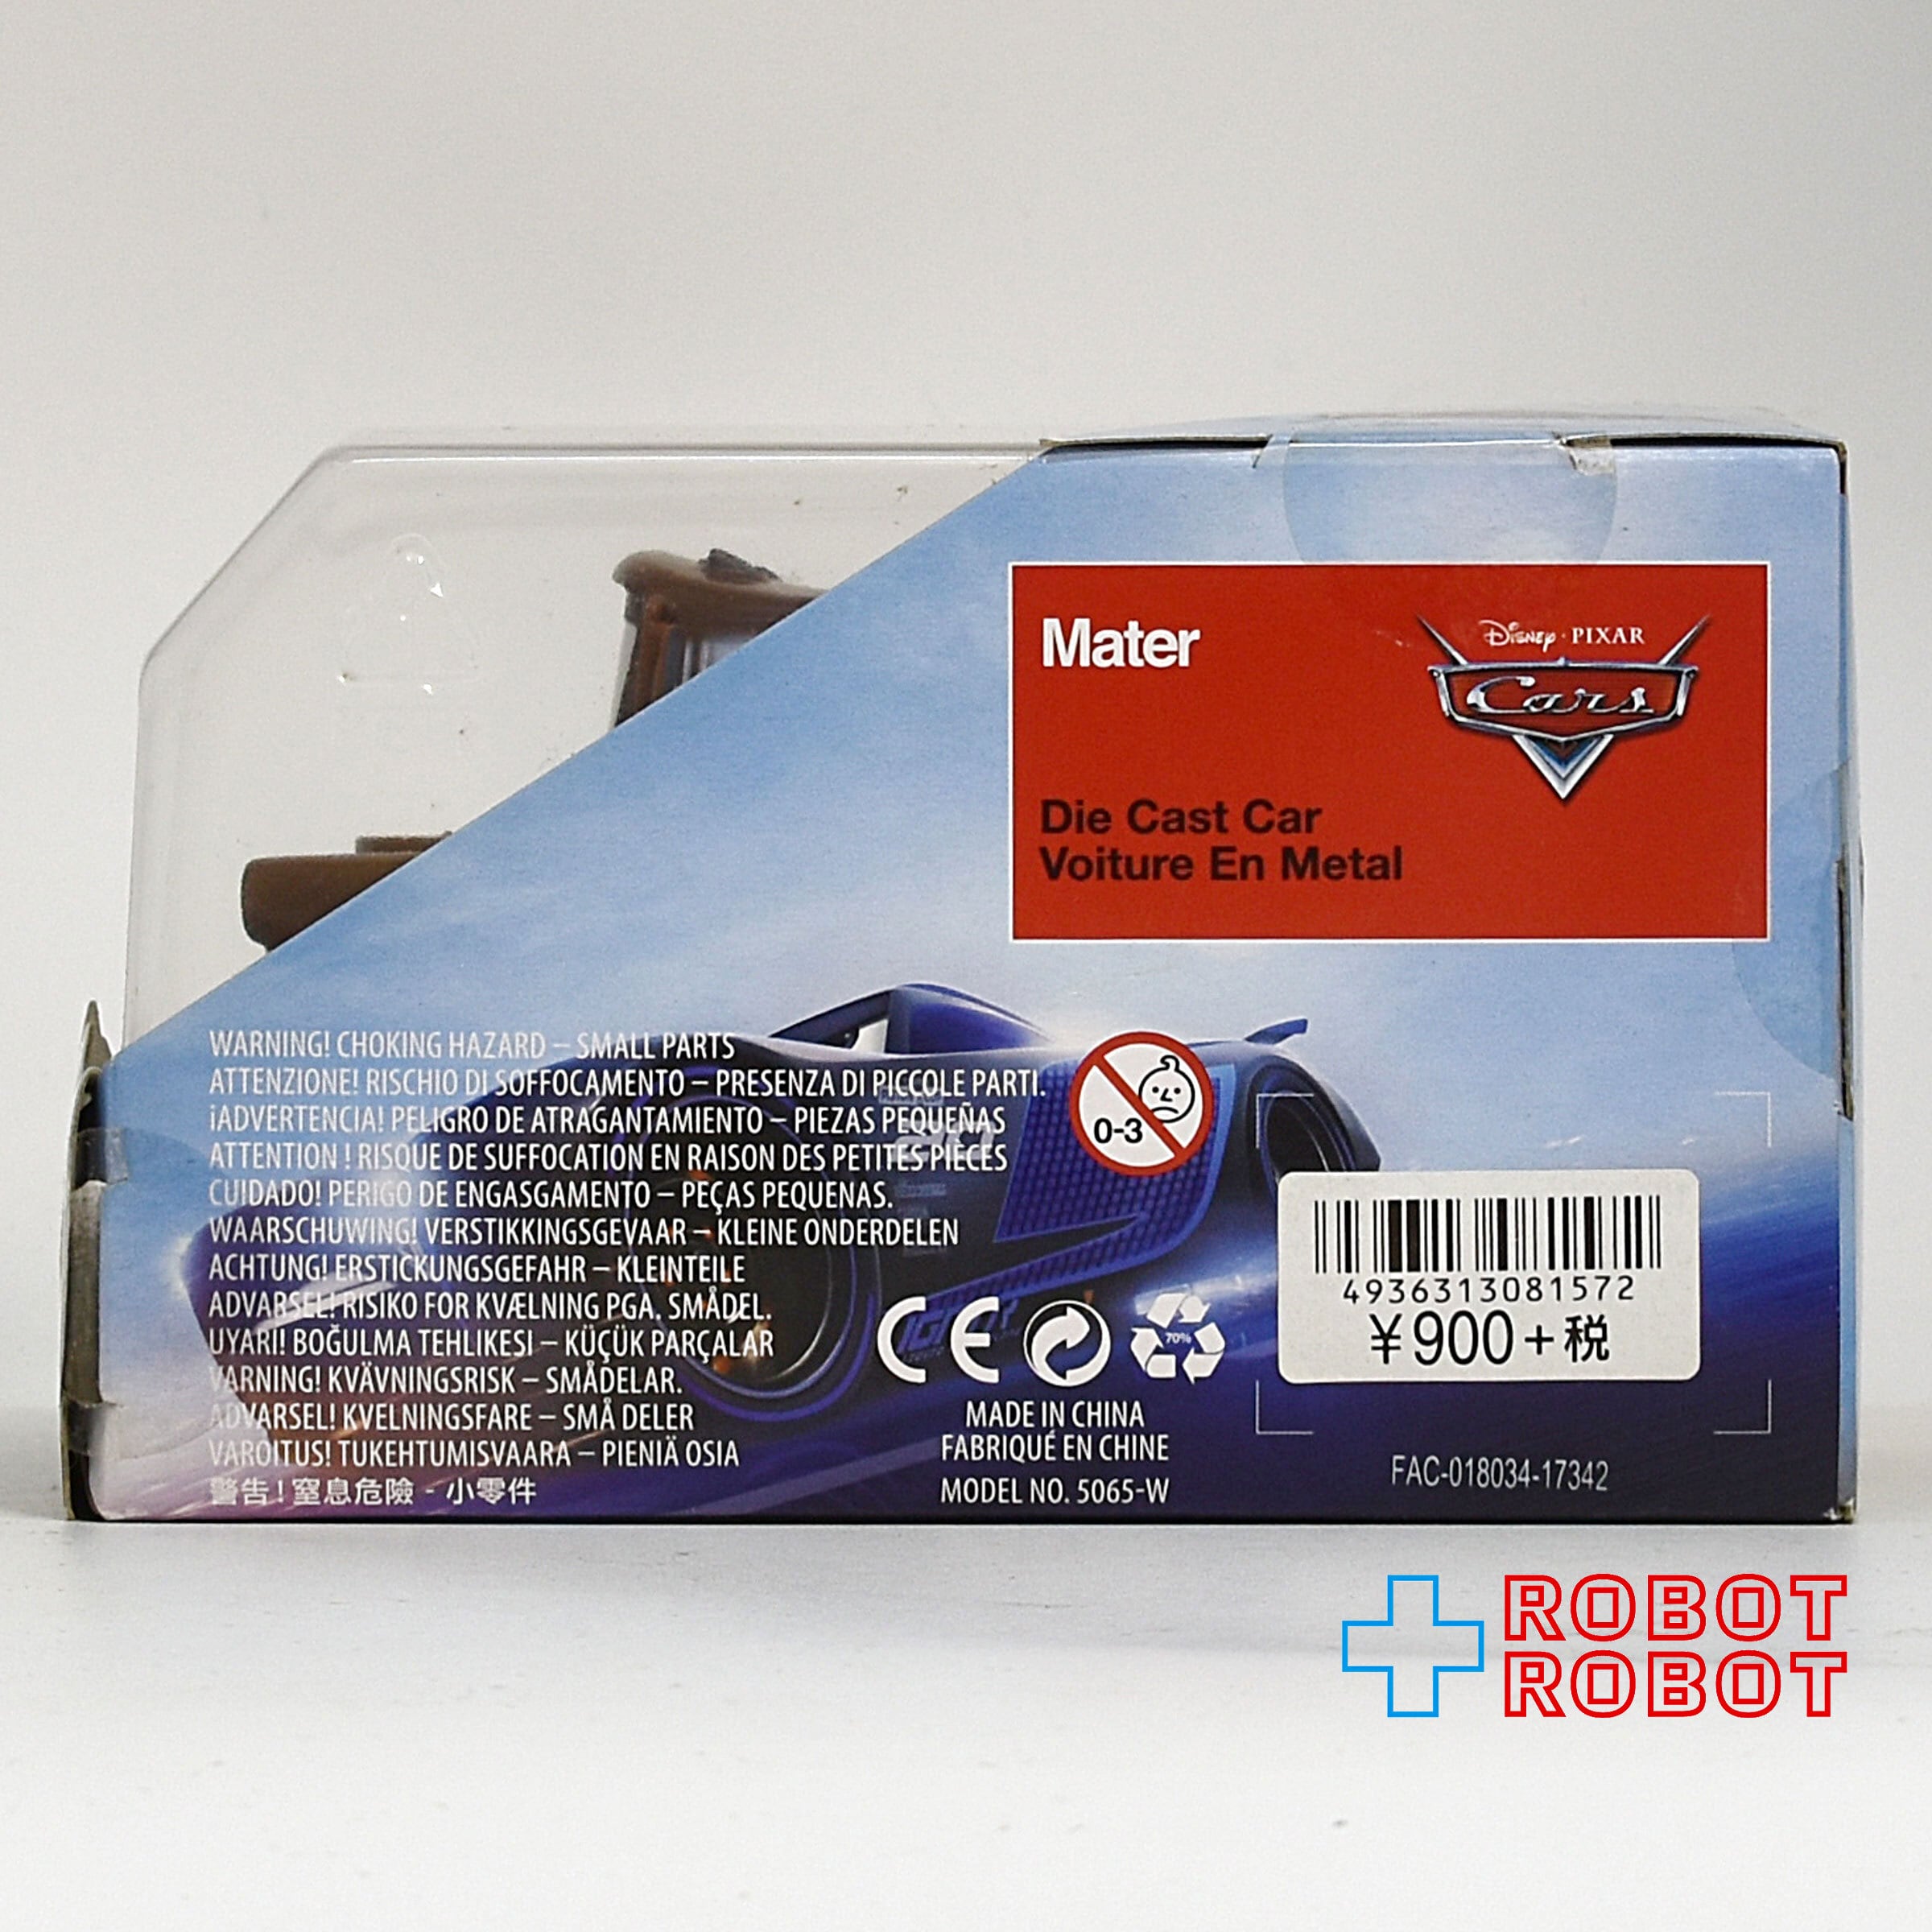 Mater
Disney · PIXAR
Cars
Die Cast Car
Voiture En Metal
WARNING! CHOKING HAZARD – SMALL PARTS
ATTENZIONE! RISCHIO DI SOFFOCAMENTO – PRESENZA DI PICCOLE PARTI.
¡ADVERTENCIA! PELIGRO DE ATRAGANTAMIENTO – PIEZAS PEQUEÑAS
ATTENTION ! RISQUE DE SUFFOCATION EN RAISON DES PETITES PIÈCES
CUIDADO! PERIGO DE ENGASGAMENTO – PEÇAS PEQUENAS.
WAARSCHUWING! VERSTIKKINGSGEVAAR – KLEINE ONDERDELEN
ACHTUNG! ERSTICKUNGSGEFAHR – KLEINTEILE
ADVARSEL! RISIKO FOR KVÆLNING PGA. SMÅDEL.
UYARI! BOĞULMA TEHLIKESI – KÜÇÜK PARÇALAR
VARNING! KVÄVNINGSRISK – SMÅDELAR.
ADVARSEL! KVELNINGSFARE – SMÅ DELER
VAROITUS! TUKEHTUMISVAARA – PIENIÄ OSIA
警告！窒息危險 - 小零件
0-3
CE
70%
MADE IN CHINA
FABRIQUÉ EN CHINE
MODEL NO. 5065-W
4936313081572
¥900+税
FAC-018034-17342
ROBOT
ROBOT